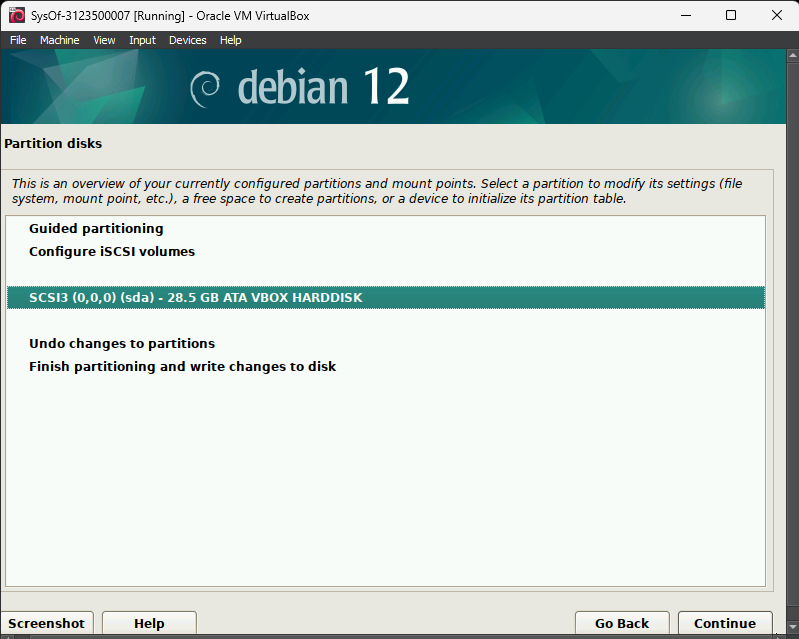 SysOf-3123500007 [Running] - Oracle VM VirtualBox
File Machine View Input Devices Help
debian 12
Partition disks
This is an overview of your currently configured partitions and mount points. Select a partition to modify its settings (file
system, mount point, etc.), a free space to create partitions, or a device to initialize its partition table.
Guided partitioning
Configure iSCSI volumes
SCSI3 (0,0,0) (sda) - 28.5 GB ATA VBOX HARDDISK
Undo changes to partitions
Finish partitioning and write changes to disk
Screenshot Help Go Back Continue